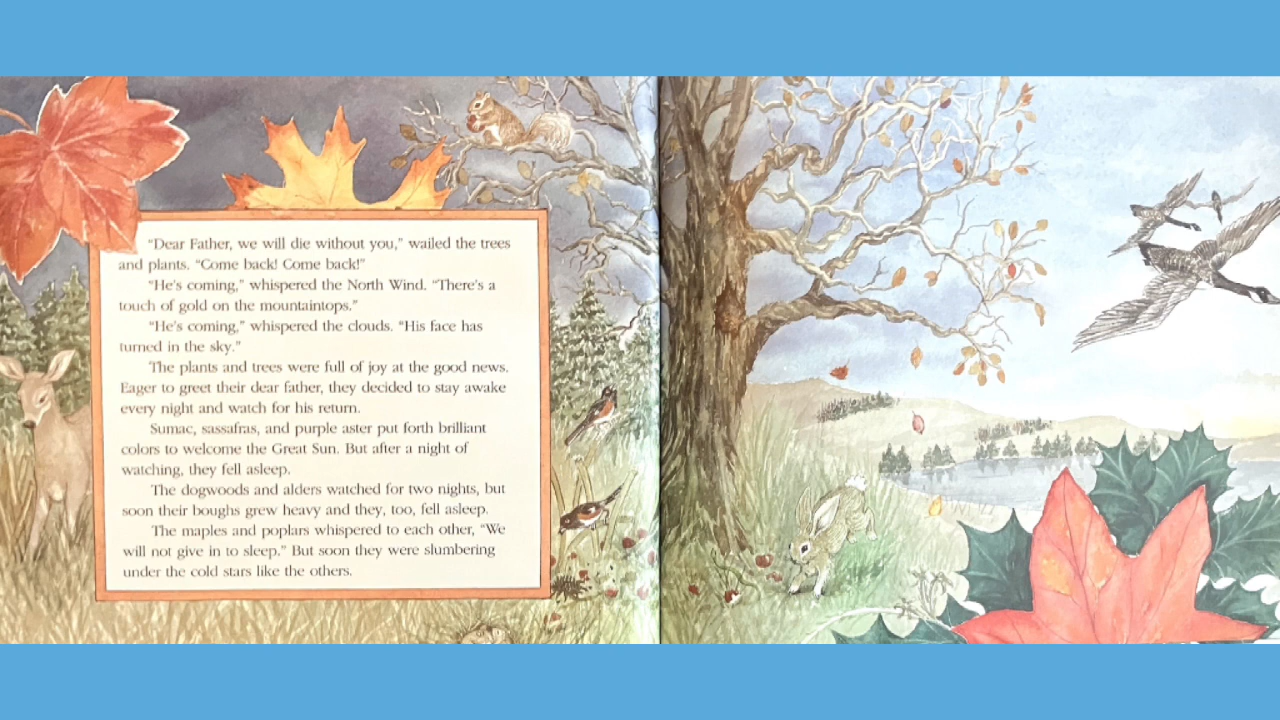 “Dear Father, we will die without you,” wailed the trees
and plants. “Come back! Come back!”
“He’s coming,” whispered the North Wind. “There’s a
touch of gold on the mountaintops.”
“He’s coming,” whispered the clouds. “His face has
turned in the sky.”
The plants and trees were full of joy at the good news.
Eager to greet their dear father, they decided to stay awake
every night and watch for his return.
Sumac, sassafras, and purple aster put forth brilliant
colors to welcome the Great Sun. But after a night of
watching, they fell asleep.
The dogwoods and alders watched for two nights, but
soon their boughs grew heavy and they, too, fell asleep.
The maples and poplars whispered to each other, “We
will not give in to sleep.” But soon they were slumbering
under the cold stars like the others.